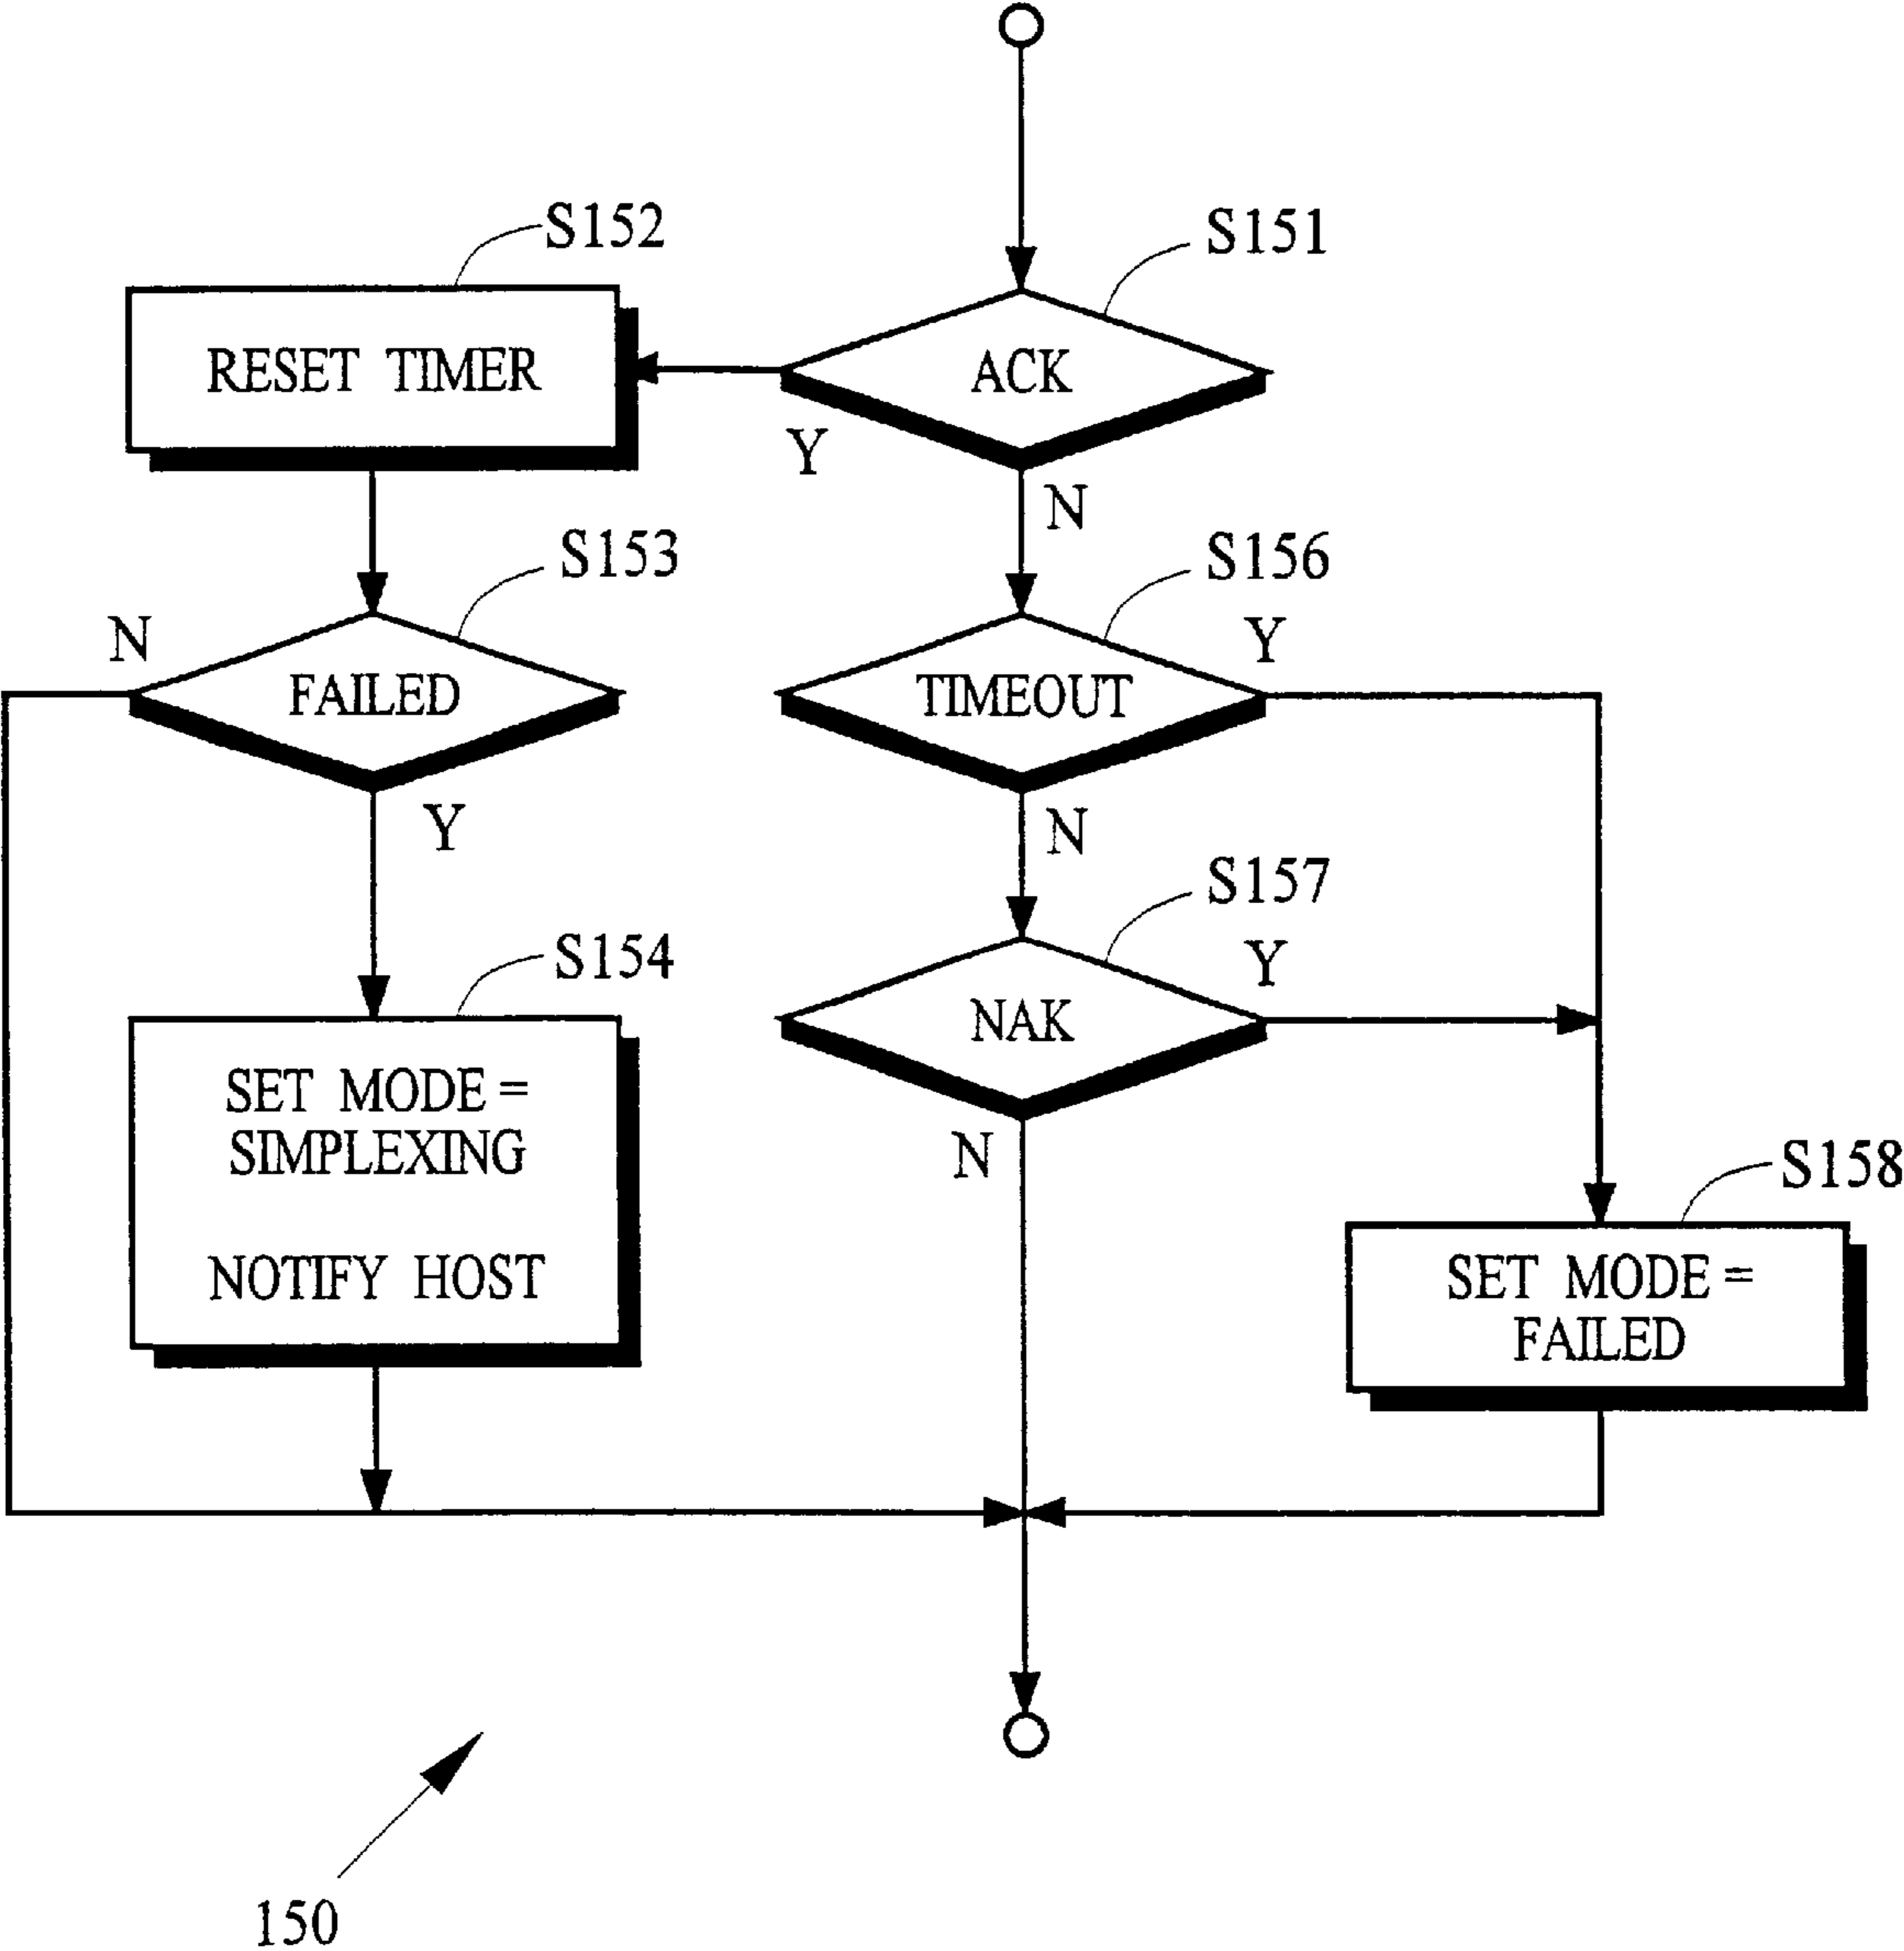 S152
S151
RESET TIMER
ACK
Y
N
S153
S156
N
Y
FAILED
TIMEOUT
Y
N
S157
Y
S154
NAK
SET MODE =
SIMPLEXING
NOTIFY HOST
N
S158
SET MODE =
FAILED
150